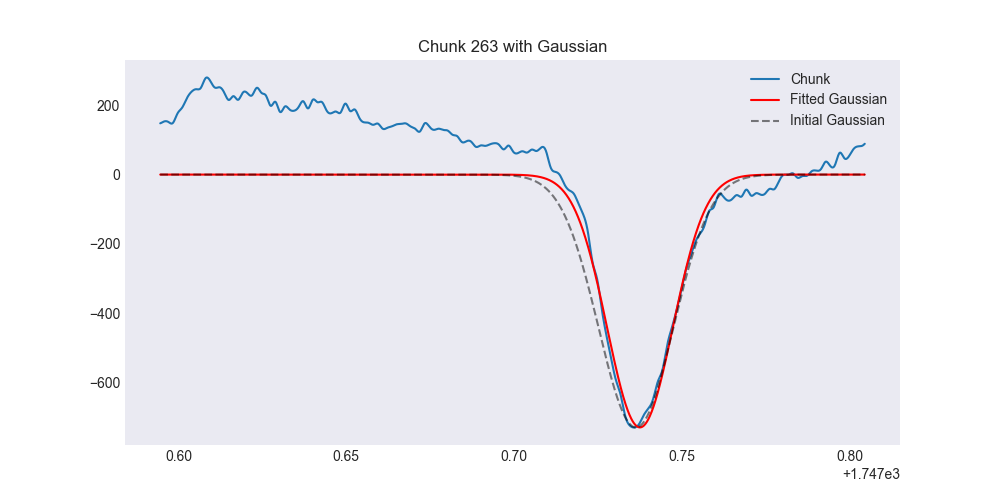 Chunk 263 with Gaussian
Chunk
Fitted Gaussian
Initial Gaussian
200
0
−200
−400
−600
0.60 0.65 0.70 0.75 0.80
+1.747e3